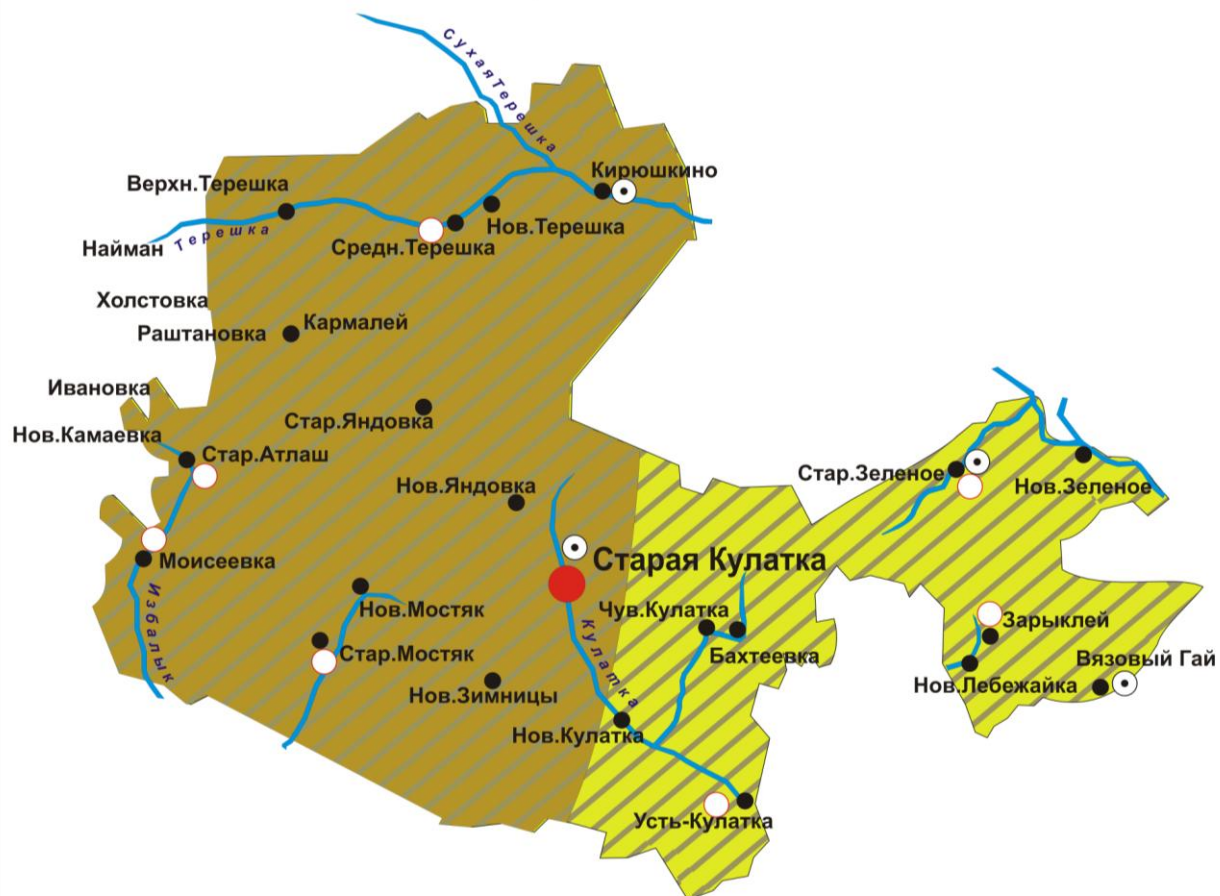 Сухая Терешка
Кирюшкино
Верхн.Терешка
Нов.Терешка
Терешка
Найман
Средн.Терешка
Холстовка
Кармалей
Раштановка
Ивановка
Стар.Яндовка
Нов.Камаевка
Стар.Атлаш
Стар.Зеленое
Нов.Яндовка
Нов.Зеленое
Старая Кулатка
Моисеевка
Нов.Мостяк
Чув.Кулатка
Зарыклей
Избалык
Стар.Мостяк
Кулатка
Бахтеевка
Вязовый Гай
Нов.Зимницы
Нов.Лебежайка
Нов.Кулатка
Усть-Кулатка